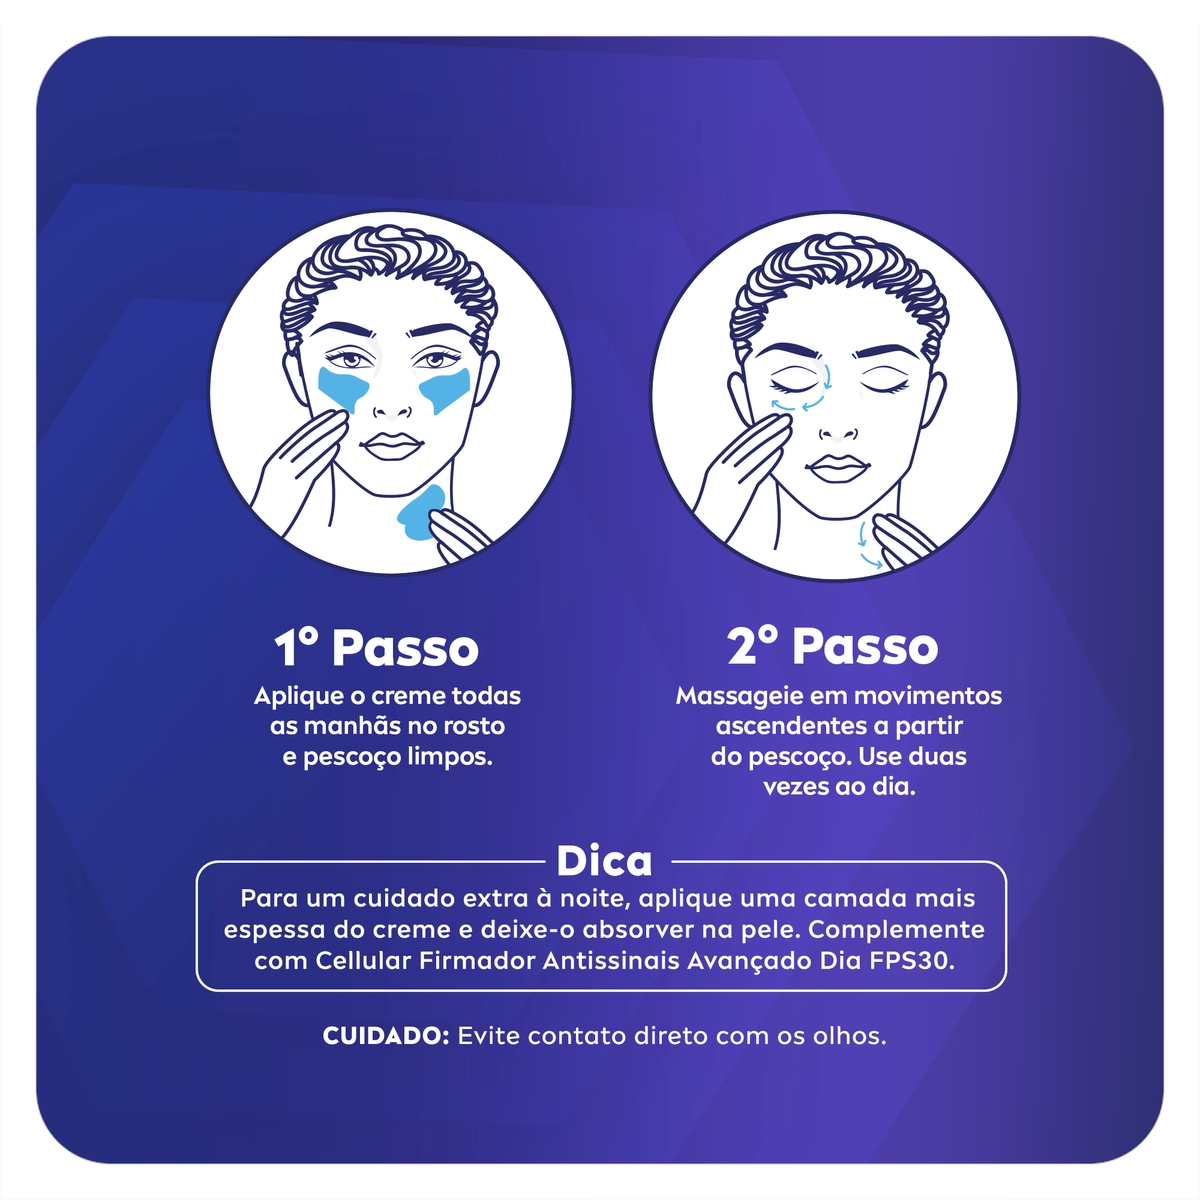 1º Passo
Aplique o creme todas
as manhãs no rosto
e pescoço limpos.
2º Passo
Massageie em movimentos
ascendentes a partir
do pescoço. Use duas
vezes ao dia.
Dica
Para um cuidado extra à noite, aplique uma camada mais
espessa do creme e deixe-o absorver na pele. Complemente
com Cellular Firmador Antissinais Avançado Dia FPS30.
CUIDADO: Evite contato direto com os olhos.